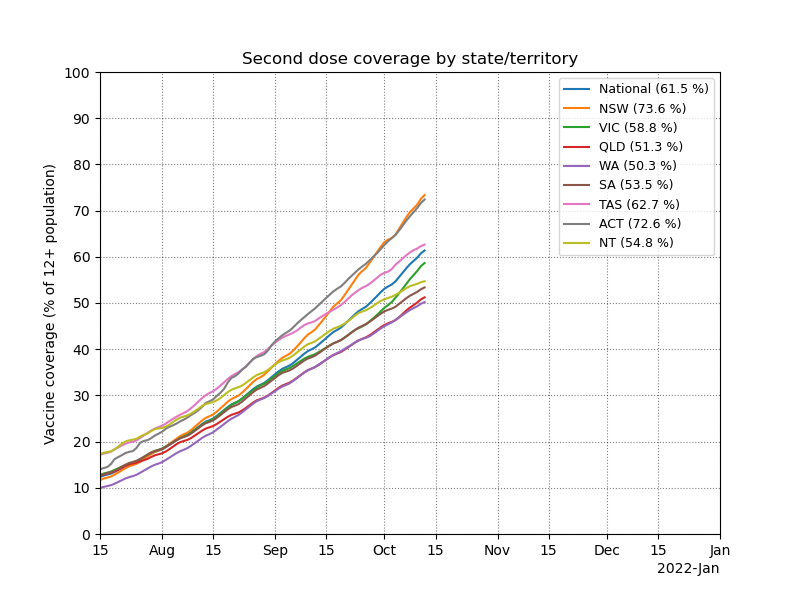 Second dose coverage by state/territory
Vaccine coverage (% of 12+ population)
100
90
80
70
60
50
40
30
20
10
0
National (61.5 %)
NSW (73.6 %)
VIC (58.8 %)
QLD (51.3 %)
WA (50.3 %)
SA (53.5 %)
TAS (62.7 %)
ACT (72.6 %)
NT (54.8 %)
15 Aug 15 Sep 15 Oct 15 Nov 15 Dec 15 Jan
2022-Jan